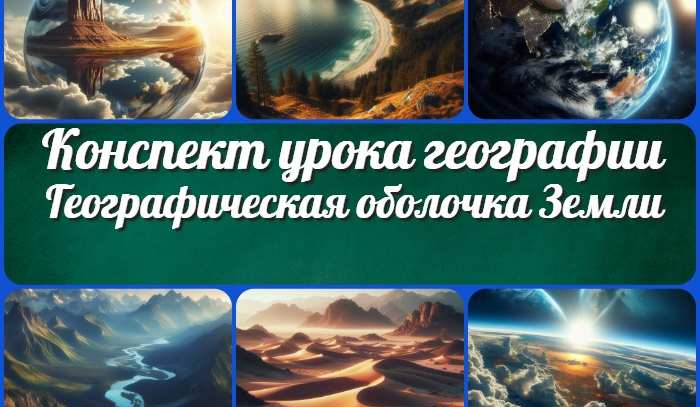 Конспект урока географии
Географическая оболочка Земли